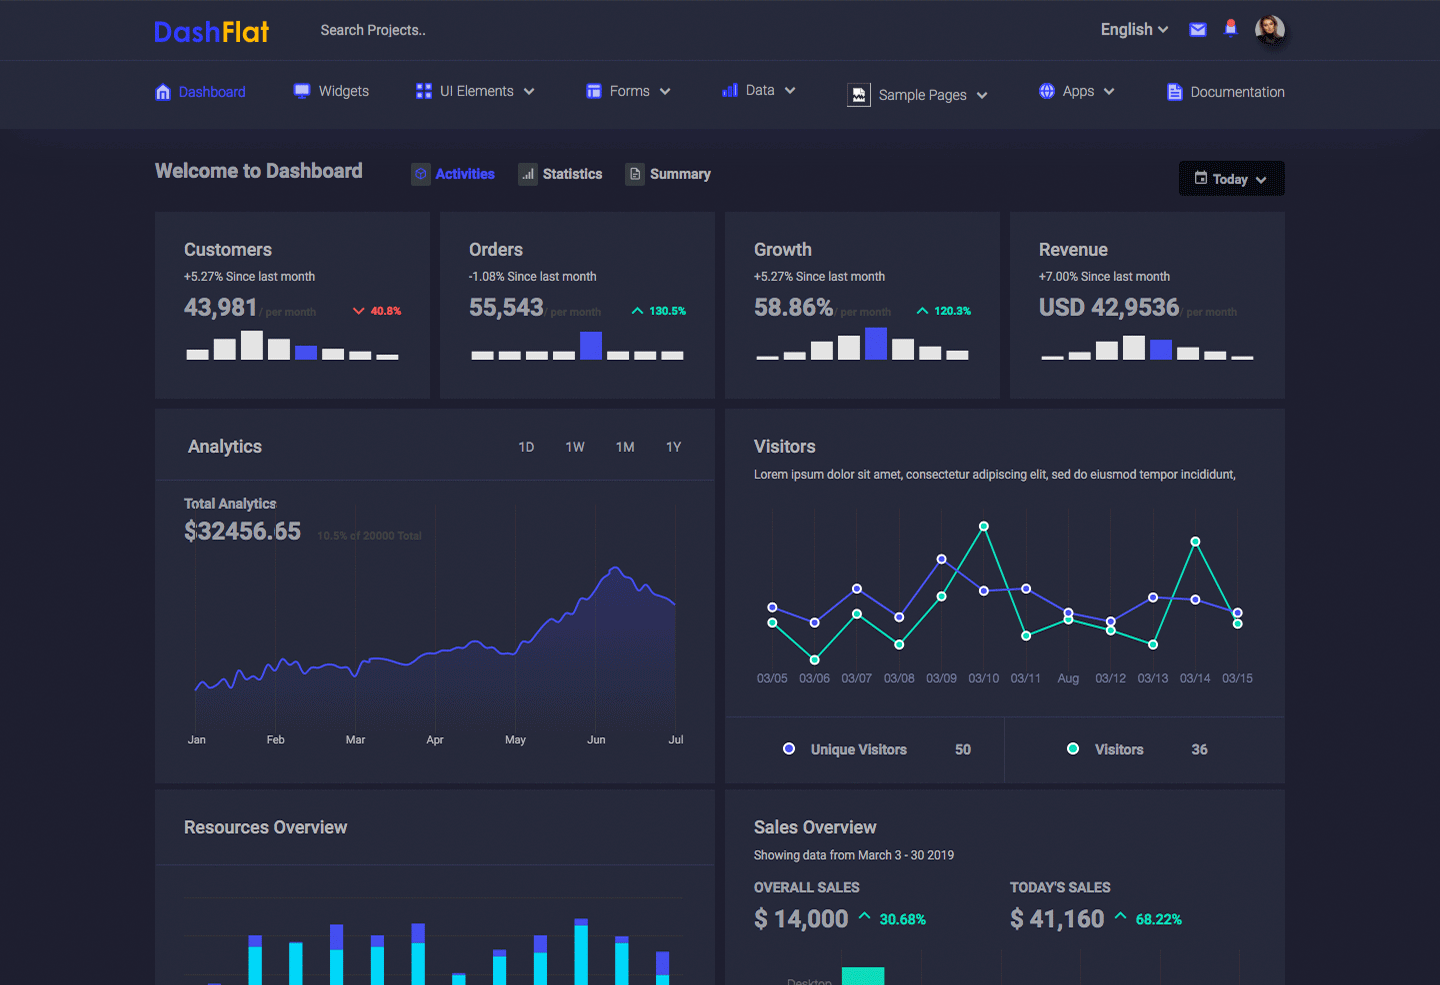 DashFlat
Search Projects..
English
Dashboard
Widgets
UI Elements
Forms
Data
Sample Pages
Apps
Documentation
Welcome to Dashboard
Activities
Statistics
Summary
Today
Customers
+5.27% Since last month
43,981 / per month
40.8%
Orders
-1.08% Since last month
55,543 / per month
130.5%
Growth
+5.27% Since last month
58.86% / per month
120.3%
Revenue
+7.00% Since last month
USD 42,9536 / per month
Analytics
1D 1W 1M 1Y
Total Analytics
$32456.65 10.5% of 20000 Total
Jan Feb Mar Apr May Jun Jul
Visitors
Lorem ipsum dolor sit amet, consectetur adipiscing elit, sed do eiusmod tempor incididunt,
03/05 03/06 03/07 03/08 03/09 03/10 03/11 Aug 03/12 03/13 03/14 03/15
Unique Visitors 50
Visitors 36
Resources Overview
Sales Overview
Showing data from March 3 - 30 2019
OVERALL SALES
$ 14,000 30.68%
TODAY'S SALES
$ 41,160 68.22%
Desktop